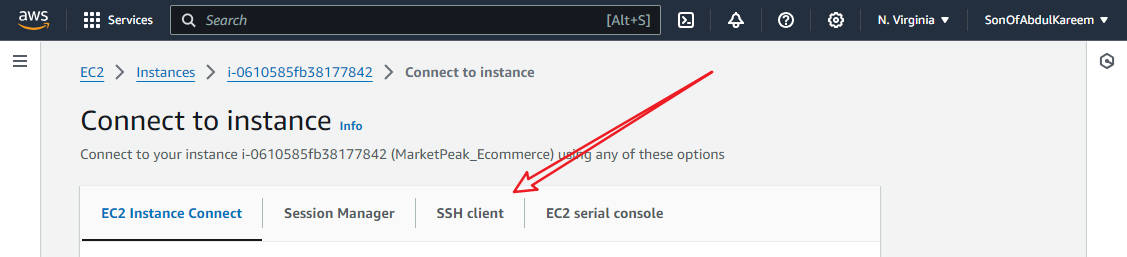 aws Services Search [Alt+S] N. Virginia SonOfAbdulKareem
EC2 Instances i-0610585fb38177842 Connect to instance
Connect to instance Info
Connect to your instance i-0610585fb38177842 (MarketPeak_Ecommerce) using any of these options
EC2 Instance Connect Session Manager SSH client EC2 serial console